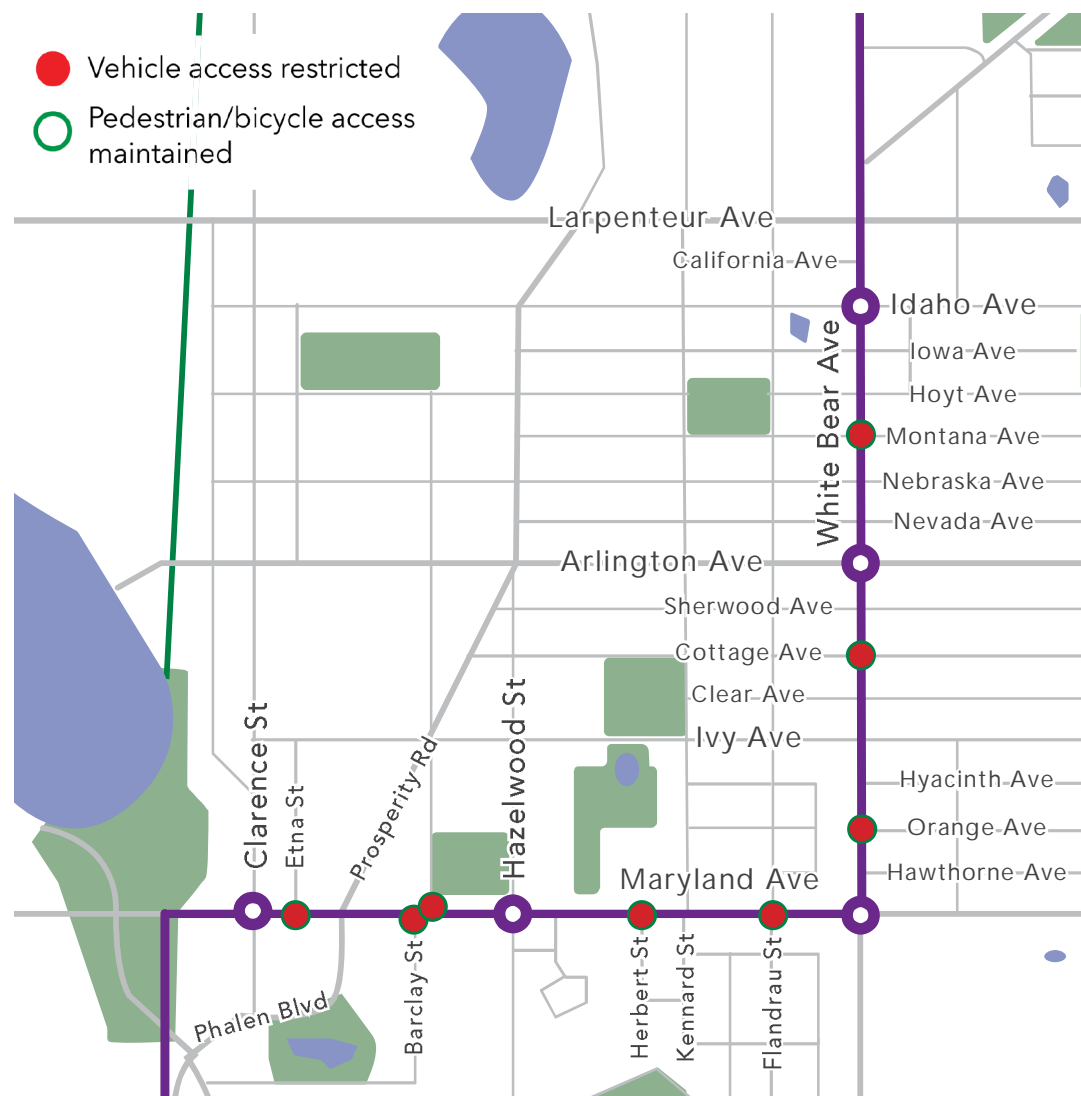 Vehicle access restricted
Pedestrian/bicycle access
maintained
Larpenteur Ave
California Ave
Idaho Ave
White Bear Ave
Iowa Ave
Hoyt Ave
Montana Ave
Nebraska Ave
Nevada Ave
Arlington Ave
Sherwood Ave
Cottage Ave
Clear Ave
Ivy Ave
Clarence St
Etna St
Prosperity Rd
Hazelwood St
Hyacinth Ave
Orange Ave
Hawthorne Ave
Maryland Ave
Phalen Blvd
Barclay St
Herbert St
Kennard St
Flandrau St